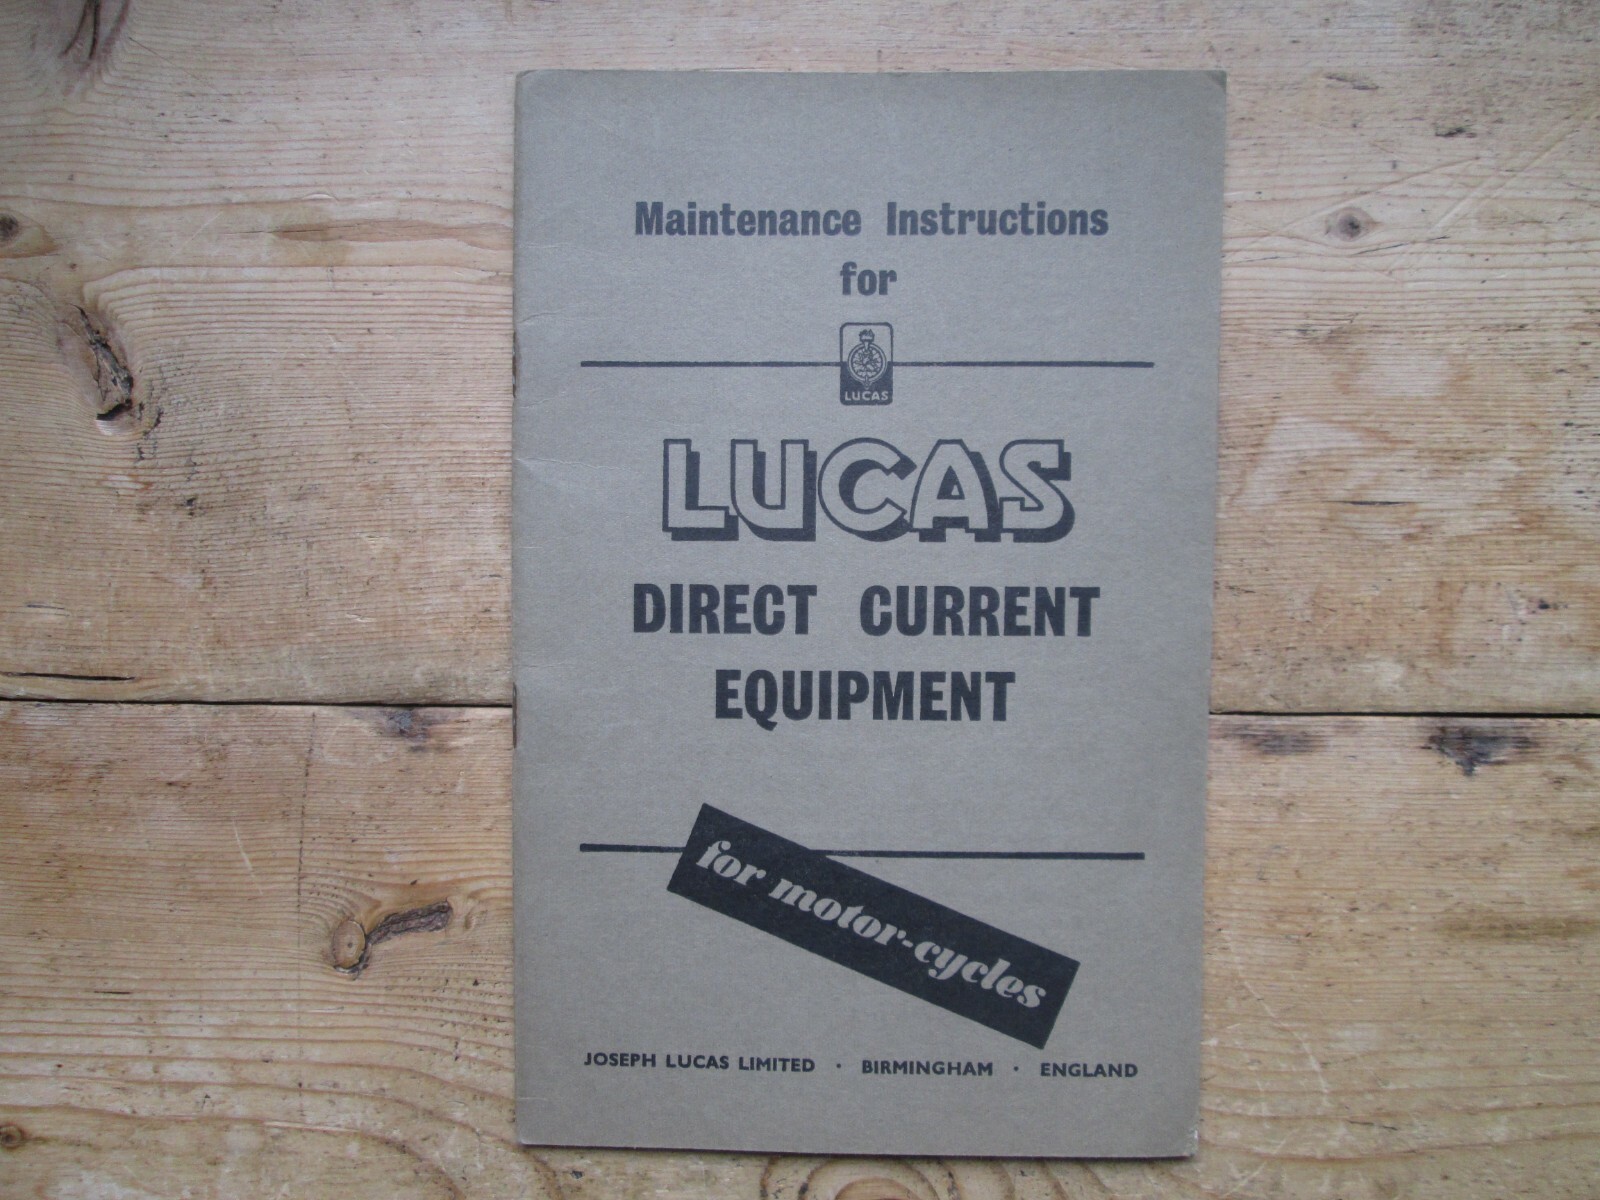 Maintenance Instructions
for
LUCAS
LUCAS
DIRECT CURRENT
EQUIPMENT
for motor-cycles
JOSEPH LUCAS LIMITED · BIRMINGHAM · ENGLAND